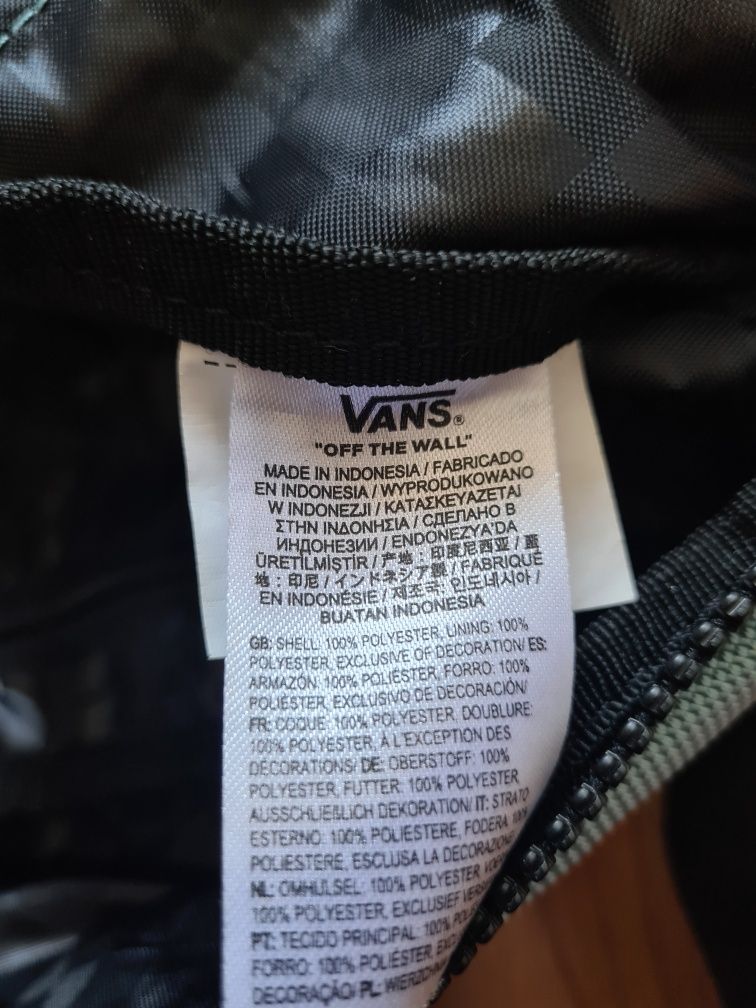 VANS®
"OFF THE WALL"
MADE IN INDONESIA / FABRICADO
EN INDONESIA / WYPRODUKOWANO
W INDONEZJI / ΚΑΤΑΣΚΕΥΑΖΕΤΑΙ
ΣΤΗΝ ΙΝΔΟΝΗΣΙΑ / СДЕЛАНО В
ИНДОНЕЗИИ / ENDONEZYA'DA
ÜRETİLMİŞTİR / 产地 : 印度尼西亚 / 產
地 : 印尼 / インドネシア製 / FABRIQUÉ
EN INDONÉSIE / 제조국: 인도네시아 /
BUATAN INDONESIA
GB: SHELL: 100% POLYESTER, LINING: 100%
POLYESTER, EXCLUSIVE OF DECORATION/ ES:
ARMAZÓN: 100% POLIÉSTER, FORRO: 100%
POLIÉSTER, EXCLUSIVO DE DECORACIÓN/
FR: COQUE: 100% POLYESTER, DOUBLURE:
100% POLYESTER, À L'EXCEPTION DES
DÉCORATIONS/ DE: OBERSTOFF: 100%
POLYESTER, FUTTER: 100% POLYESTER,
AUSSCHLIEßLICH DEKORATION/ IT: STRATO
ESTERNO: 100% POLIESTERE, FODERA: 100%
POLIESTERE, ESCLUSA LA DECORAZIONE/
NL: OMHULSEL: 100% POLYESTER,
100% POLYESTER, EXCLUSIEF
PT: TECIDO PRINCIPAL: 100%
FORRO: 100% POLIÉSTER,
DECORAÇÃO/ PL: